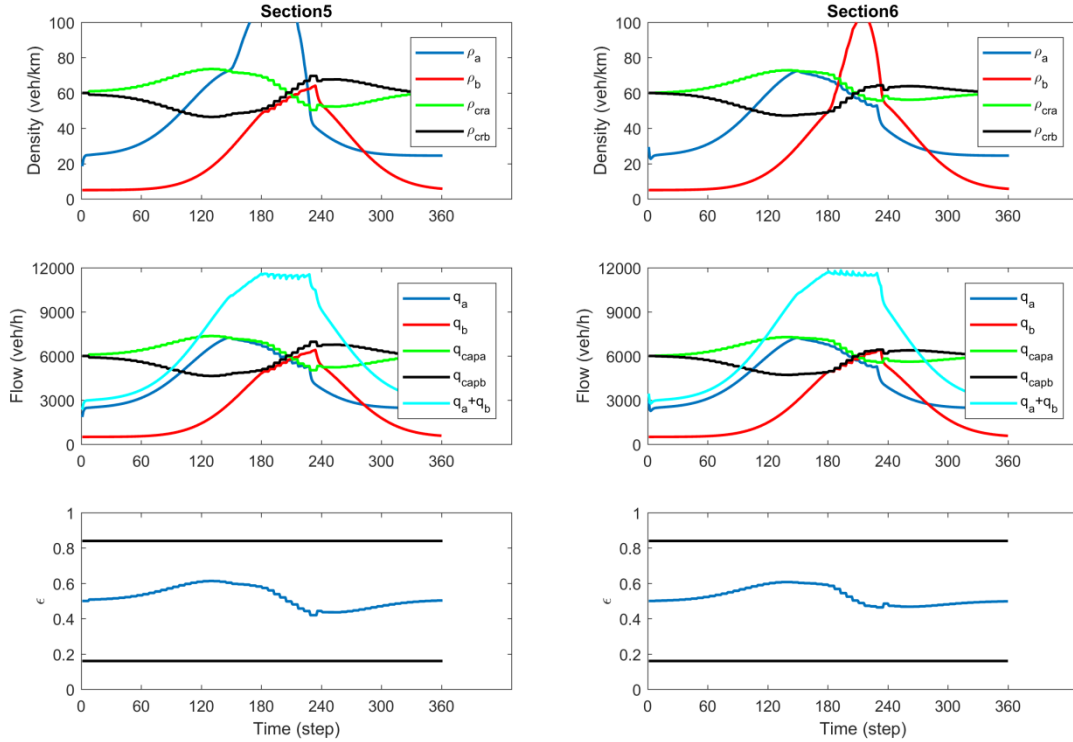 Section5
Section6
Density (veh/km)
100
80
60
40
20
0
0 60 120 180 240 300 360
ρa
ρb
ρcra
ρcrb
Density (veh/km)
100
80
60
40
20
0
0 60 120 180 240 300 360
ρa
ρb
ρcra
ρcrb
Flow (veh/h)
12000
9000
6000
3000
0
0 60 120 180 240 300 360
qa
qb
qcapa
qcapb
qa+qb
Flow (veh/h)
12000
9000
6000
3000
0
0 60 120 180 240 300 360
qa
qb
qcapa
qcapb
qa+qb
ϵ
1
0.8
0.6
0.4
0.2
0
0 60 120 180 240 300 360
Time (step)
ϵ
1
0.8
0.6
0.4
0.2
0
0 60 120 180 240 300 360
Time (step)